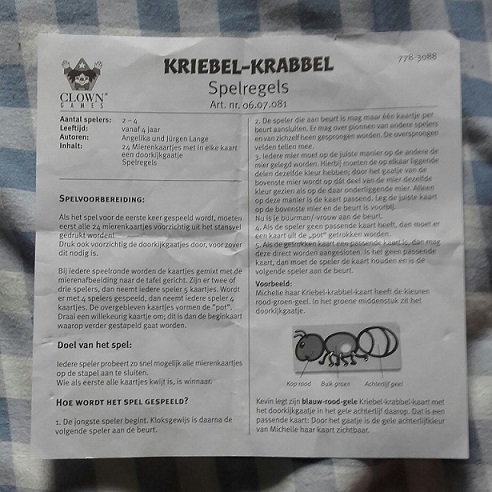 CLOWN
GAMES
KRIEBEL-KRABBEL
Spelregels
Art. nr. 06.07.081
778-3088
Aantal spelers: 2 – 4
Leeftijd: vanaf 4 jaar
Autoren: Angelika und Jürgen Lange
Inhalt: 24 Mierenkaartjes met in elke kaart
een doorkijkgaatje
Spelregels
SPELVOORBEREIDING:
Als het spel voor de eerste keer gespeeld wordt, moeten
eerst alle 24 mierenkaartjes voorzichtig uit het stansvel
gedrukt worden!
Druk ook voorzichtig de doorkijkgaatjes door, voor zover
dit nodig is.
Bij iedere spelronde worden de kaartjes gemixt met de
mierenafbeelding naar de tafel gericht. Zijn er twee of
drie spelers, dan neemt iedere speler 5 kaartjes. Wordt
er met 4 spelers gespeeld, dan neemt iedere speler 4
kaartjes. De overgebleven kaartjes vormen de "pot".
Draai een willekeurig kaartje om; dit is dan de beginkaart
waarop verder gestapeld gaat worden.
Doel van het spel:
Iedere speler probeert zo snel mogelijk alle mierenkaartjes
op de stapel aan te sluiten.
Wie als eerste alle kaartjes kwijt is, is winnaar.
HOE WORDT HET SPEL GESPEELD?
1. De jongste speler begint. Kloksgewijs is daarna de
volgende speler aan de beurt.
2. De speler die aan de beurt is mag maar één kaartje per
beurt aansluiten. Er mag over pionnen van andere spelers
en van zichzelf heen gesprongen worden. De oversprongen
velden tellen mee.
3. Iedere mier moet op de juiste manier op de andere
mier gelegd worden. Hierbij moeten de op elkaar liggende
delen dezelfde kleur hebben; door het gaatje van de
bovenste mier wordt op dat deel van de mier dezelfde
kleur gezien als op de daar onderliggende mier. Alleen
op deze manier is de kaart passend. Leg de juiste kaart
op de bovenste mier en de beurt is voorbij.
Nu is je buurman/-vrouw aan de beurt.
4. Als de speler geen passende kaart heeft, dan moet er
een kaart uit de "pot" getrokken worden.
5. Als de getrokken kaart een passende kaart is, dan mag
deze direct worden aangesloten. Is het geen passende
kaart, dan moet de speler de kaart houden en is de
volgende speler aan de beurt.
Voorbeeld:
Michelle haar Kriebel-krabbel-kaart heeft de kleuren
rood-groen-geel. In het groene middenstuk zit het
doorkijkgaatje.
Kop rood Buik groen Achterlijf geel
Kevin legt zijn blauw-rood-gele Kriebel-krabbel-kaart met
het doorkijkgaatje in het gele achterlijf daarop. Dat is een
passende kaart: Door het gaatje is de gele achterlijfkleur
van Michelle haar kaart zichtbaar.